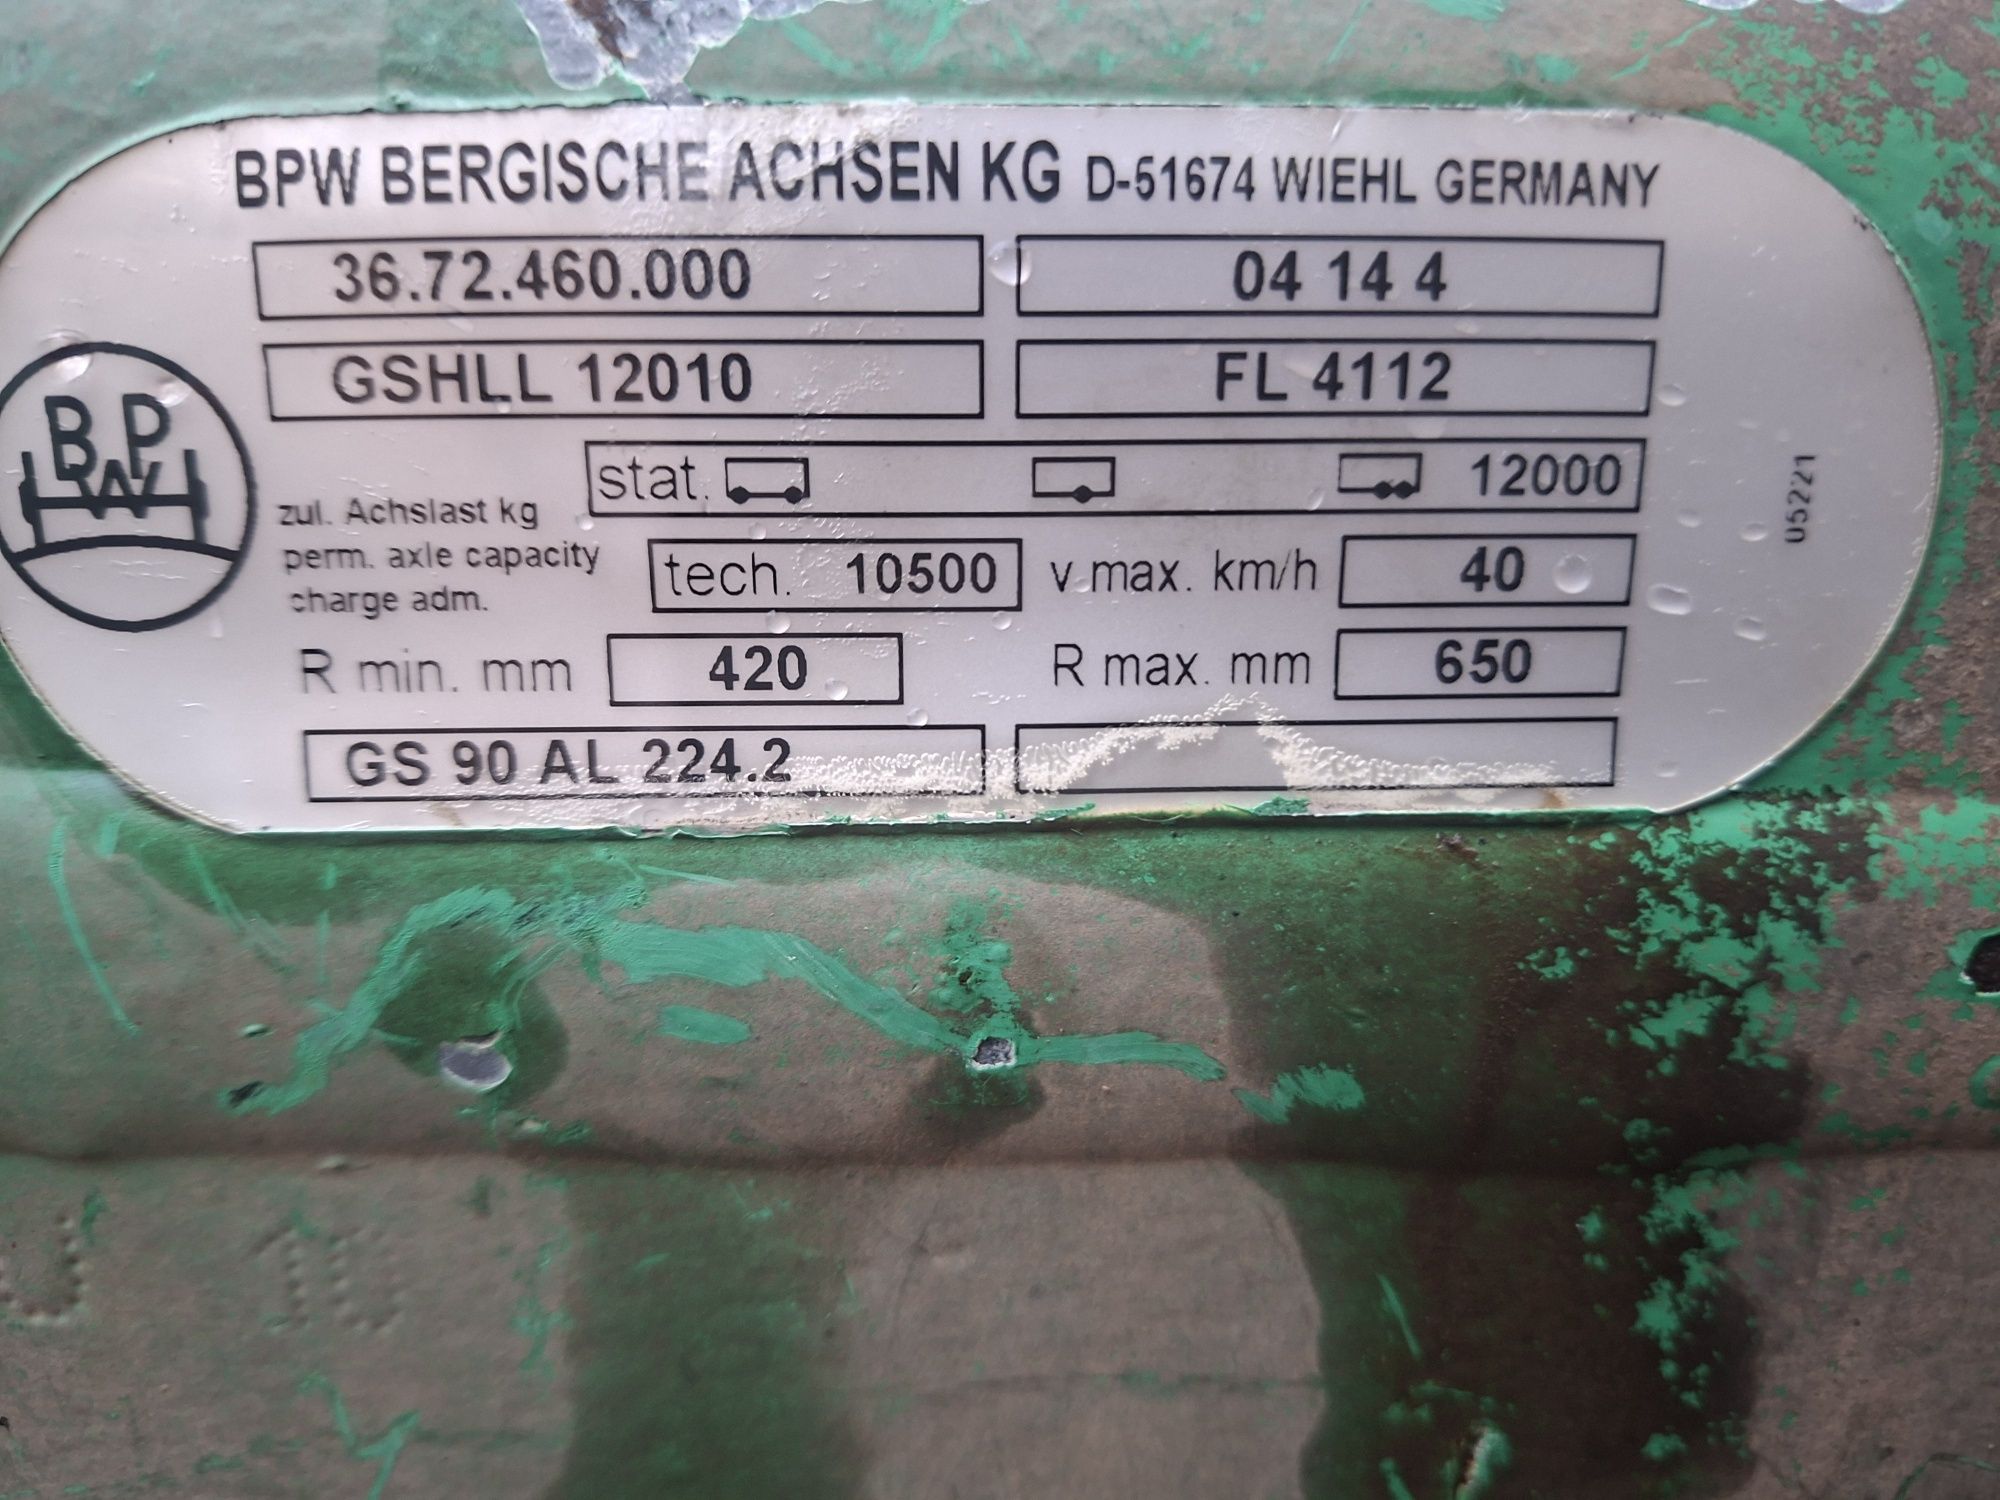 BPW BERGISCHE ACHSEN KG D-51674 WIEHL GERMANY
36.72.460.000 04 14 4
GSHLL 12010 FL 4112
BPW
stat. 12000
zul. Achslast kg
perm. axle capacity
charge adm.
tech. 10500 v max. km/h 40
R min. mm 420 R max. mm 650
GS 90 AL 224.2
05221